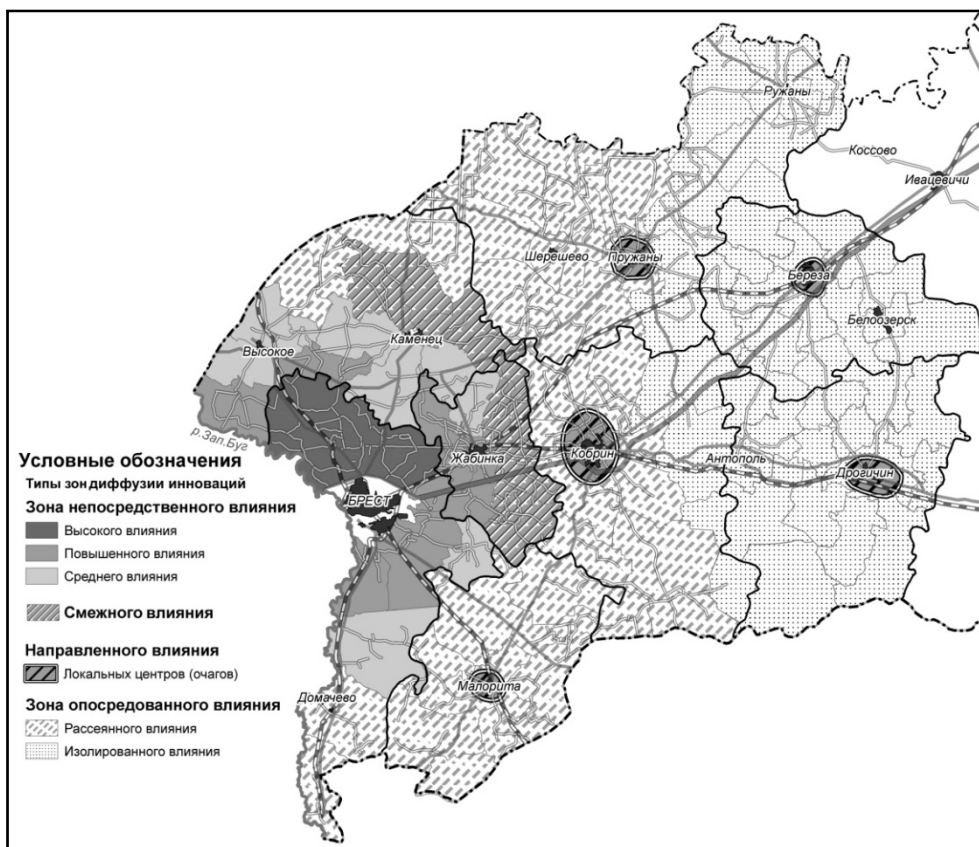 Ружаны
Коссово
Ивацевичи
Шерешево
Пружаны
Береза
Белоозерск
Каменец
Высокое
р.Зап.Буг
Жабинка
Кобрин
Антополь
Дрогичин
БРЕСТ
Малорита
Домачево
Условные обозначения
Типы зон диффузии инноваций
Зона непосредственного влияния
Высокого влияния
Повышенного влияния
Среднего влияния
Смежного влияния
Направленного влияния
Локальных центров (очагов)
Зона опосредованного влияния
Рассеянного влияния
Изолированного влияния